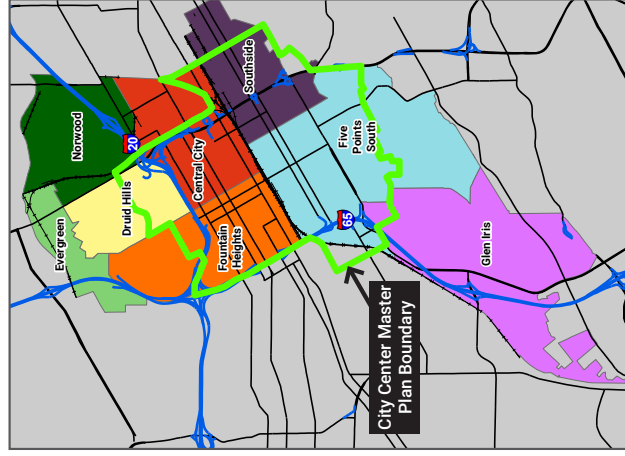 Norwood
Southside
20
Evergreen
Druid Hills
Central City
Five
Points
South
Fountain
Heights
65
Glen Iris
City Center Master
Plan Boundary